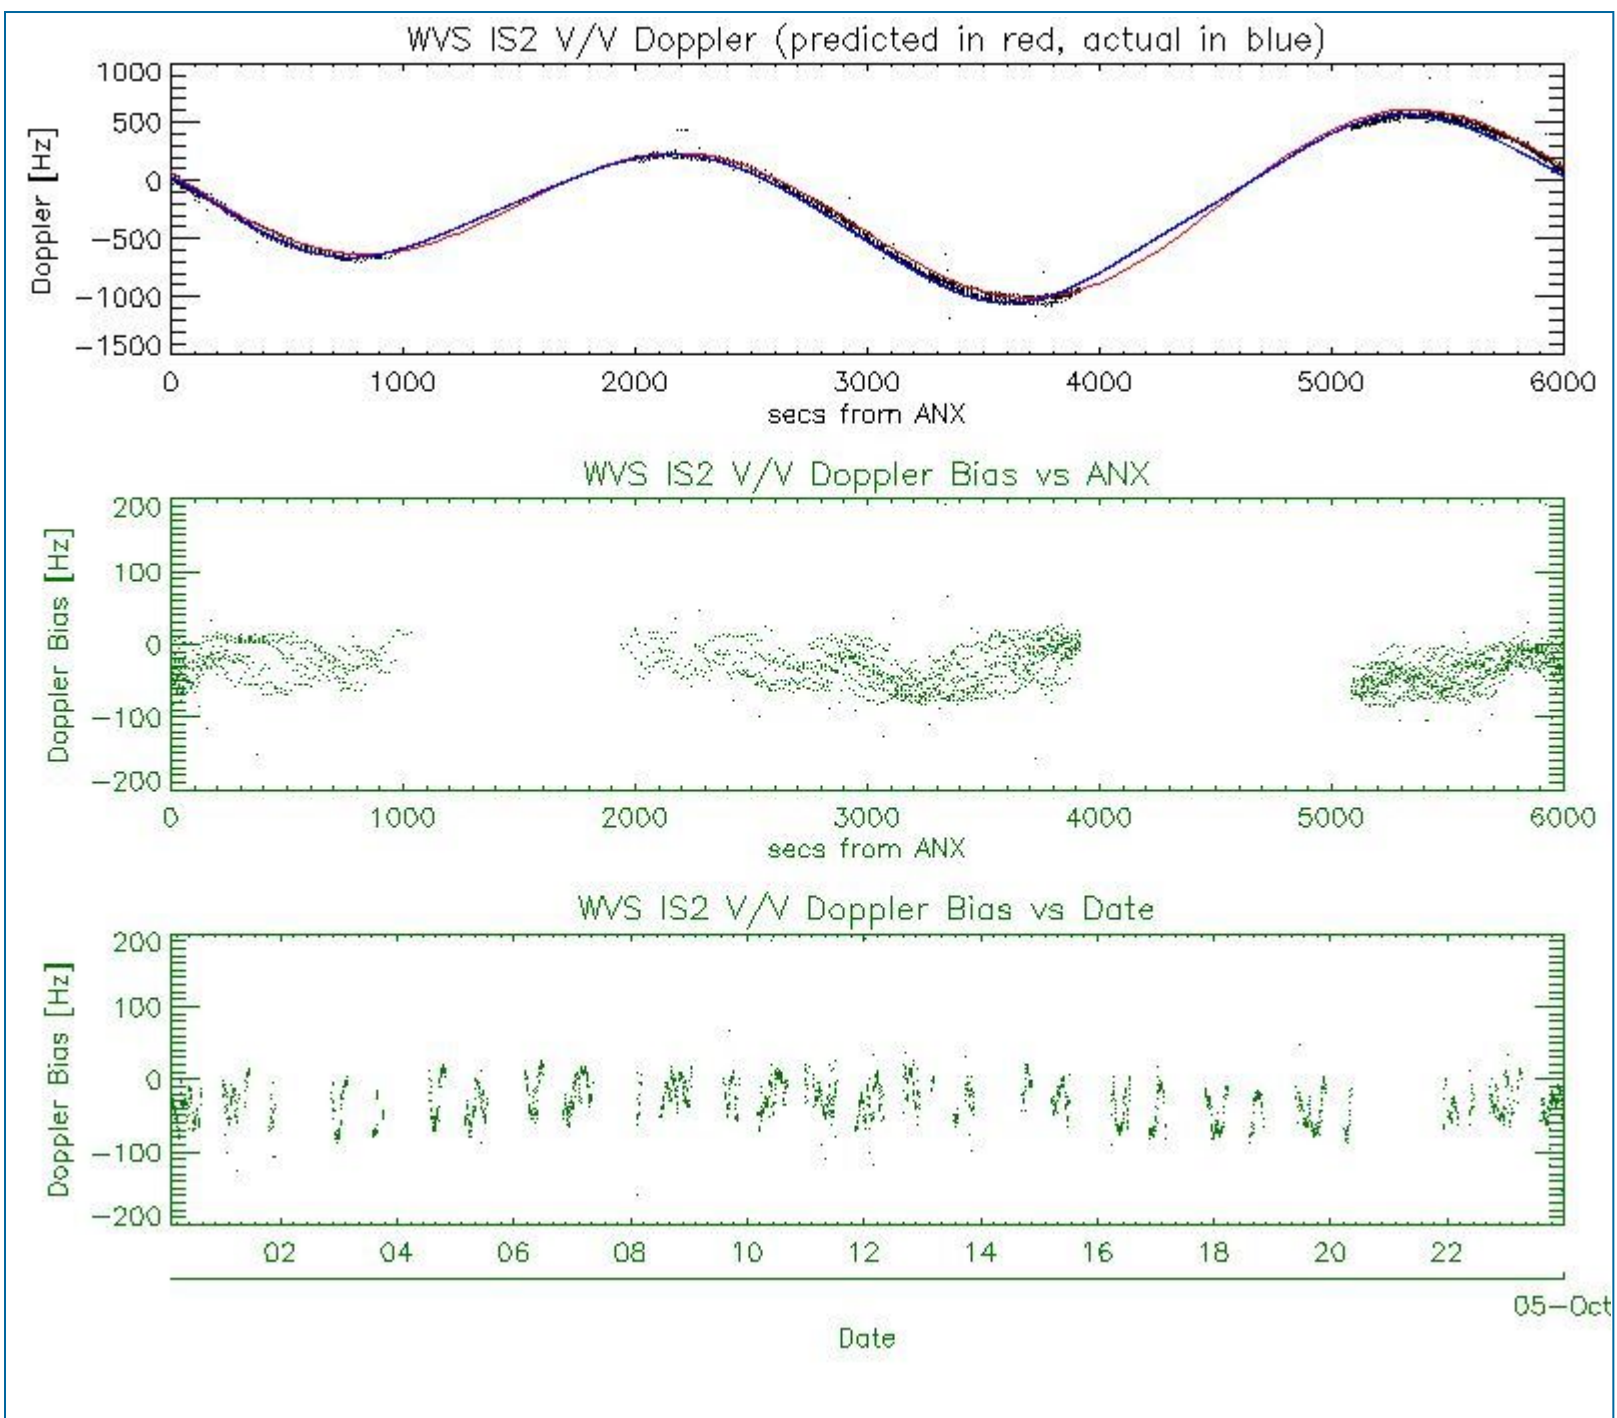 WVS IS2 V/V Doppler (predicted in red, actual in blue)
1000
500
0
−500
−1000
−1500
Doppler [Hz]
0 1000 2000 3000 4000 5000 6000
secs from ANX
WVS IS2 V/V Doppler Bias vs ANX
200
100
0
−100
−200
Doppler Bias [Hz]
0 1000 2000 3000 4000 5000 6000
secs from ANX
WVS IS2 V/V Doppler Bias vs Date
200
100
0
−100
−200
Doppler Bias [Hz]
02 04 06 08 10 12 14 16 18 20 22
05−Oct
Date